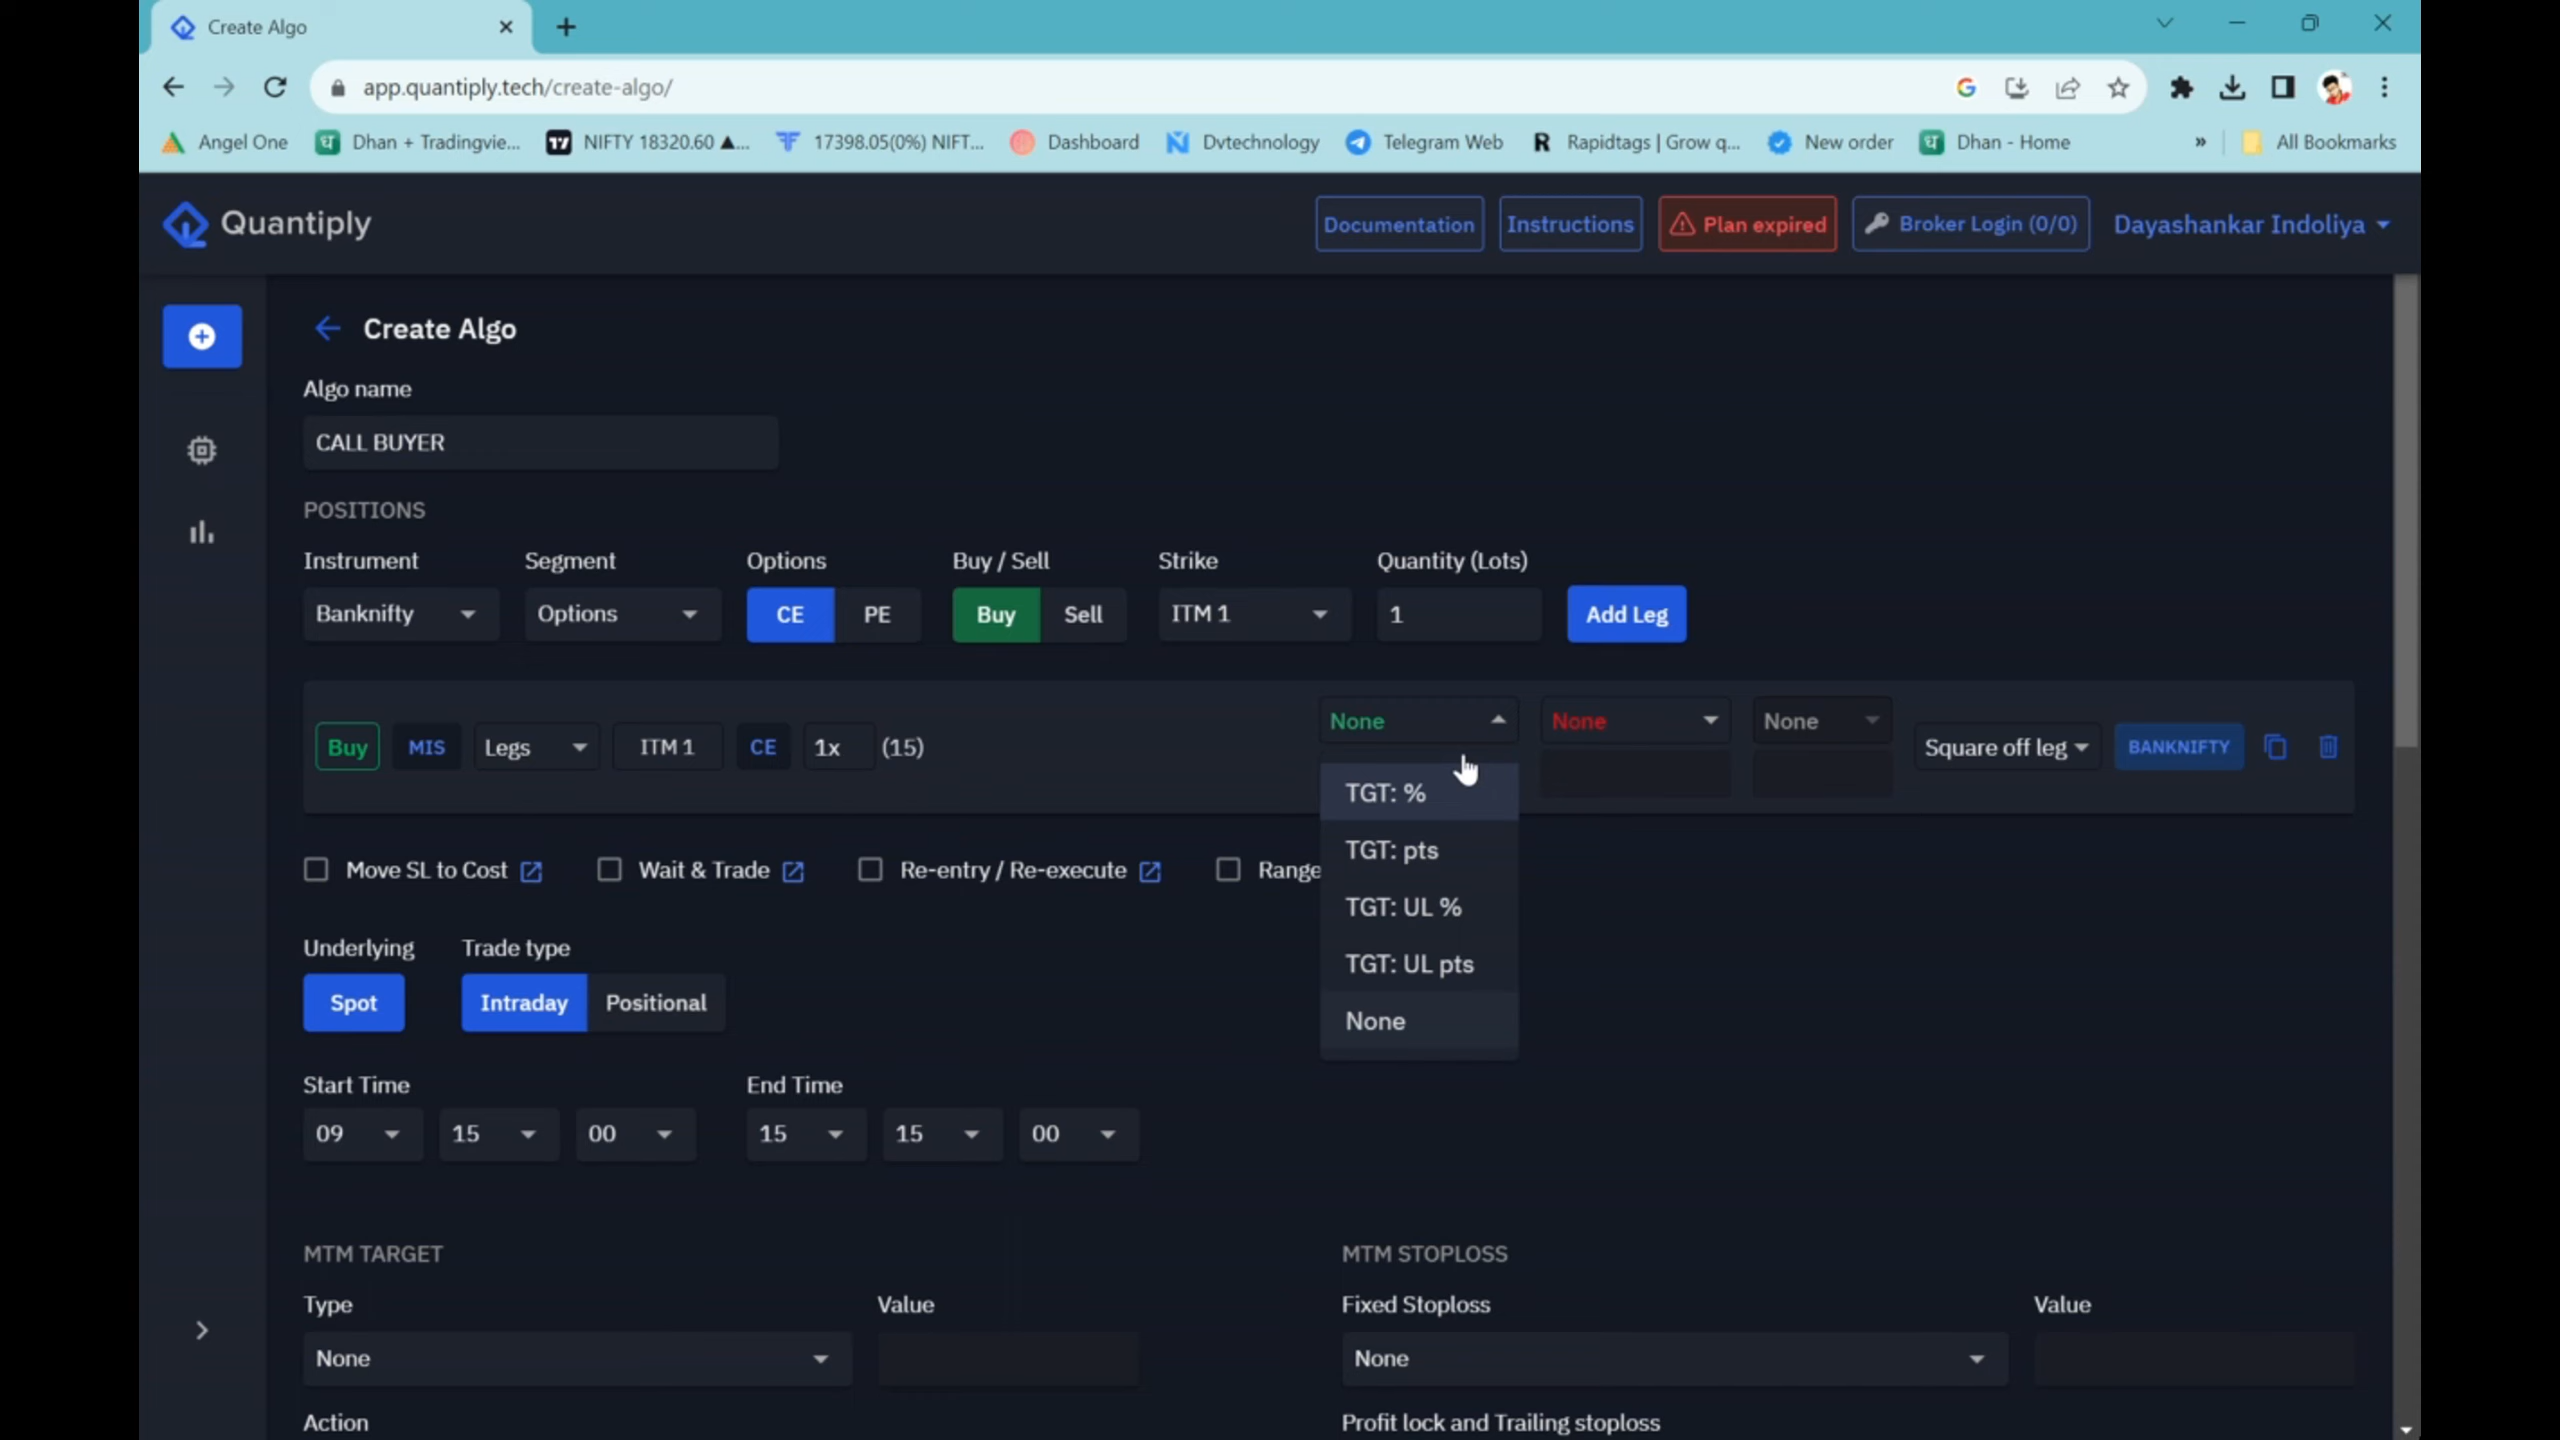 Create Algo
app.quantiply.tech/create-algo/
Angel One
Dhan + Tradingvie...
NIFTY 18320.60 ▲...
17398.05(0%) NIFT...
Dashboard
Dvtechnology
Telegram Web
Rapidtags | Grow q...
New order
Dhan - Home
»
All Bookmarks
Quantiply
Documentation
Instructions
Plan expired
Broker Login (0/0)
Dayashankar Indoliya
Create Algo
Algo name
CALL BUYER
POSITIONS
Instrument Segment Options Buy / Sell Strike Quantity (Lots)
Banknifty Options CE PE Buy Sell ITM 1 1 Add Leg
None None None
Buy MIS Legs ITM 1 CE 1x (15) Square off leg BANKNIFTY
TGT: %
TGT: pts
TGT: UL %
TGT: UL pts
None
Move SL to Cost Wait & Trade Re-entry / Re-execute Range
Underlying Trade type
Spot Intraday Positional
Start Time End Time
09 15 00 15 15 00
MTM TARGET MTM STOPLOSS
Type Value Fixed Stoploss Value
None None
Action Profit lock and Trailing stoploss